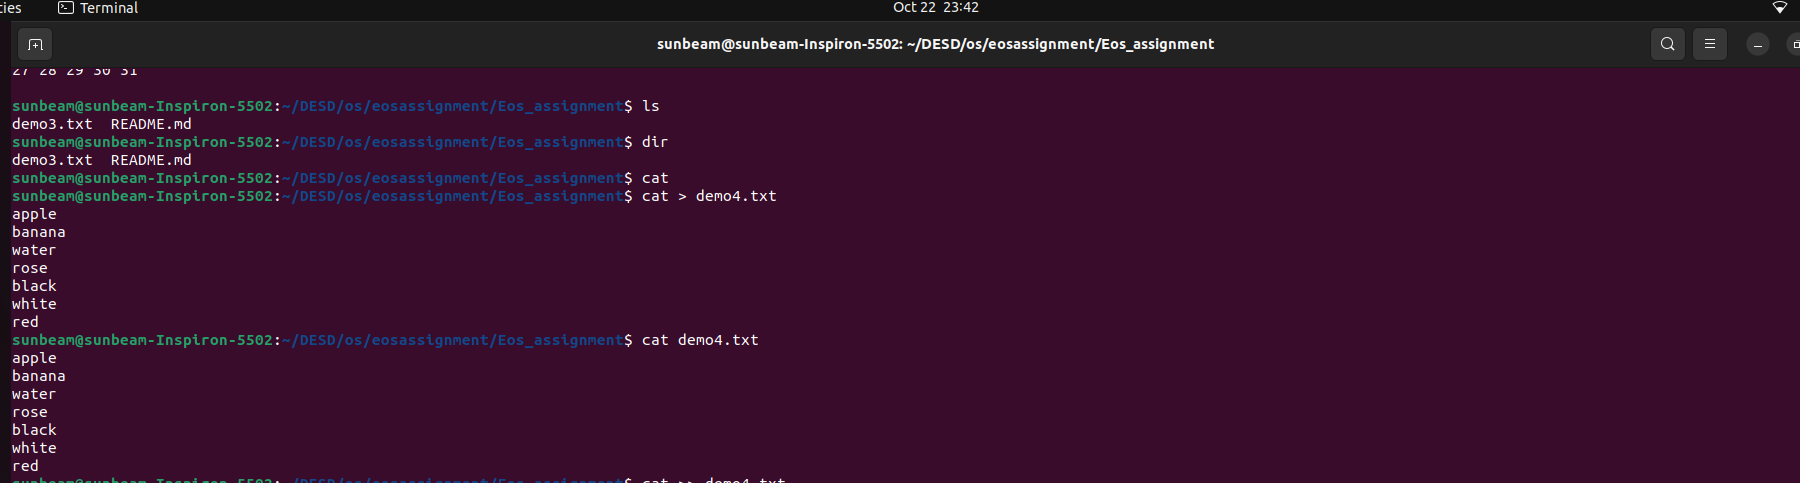 ties Terminal Oct 22 23:42
sunbeam@sunbeam-Inspiron-5502: ~/DESD/os/eosassignment/Eos_assignment
27 28 29 30 31
sunbeam@sunbeam-Inspiron-5502:~/DESD/os/eosassignment/Eos_assignment$ ls
demo3.txt  README.md
sunbeam@sunbeam-Inspiron-5502:~/DESD/os/eosassignment/Eos_assignment$ dir
demo3.txt  README.md
sunbeam@sunbeam-Inspiron-5502:~/DESD/os/eosassignment/Eos_assignment$ cat
sunbeam@sunbeam-Inspiron-5502:~/DESD/os/eosassignment/Eos_assignment$ cat > demo4.txt
apple
banana
water
rose
black
white
red
sunbeam@sunbeam-Inspiron-5502:~/DESD/os/eosassignment/Eos_assignment$ cat demo4.txt
apple
banana
water
rose
black
white
red
sunbeam@sunbeam-Inspiron-5502:~/DESD/os/eosassignment/Eos_assignment$ cat >> demo4.txt